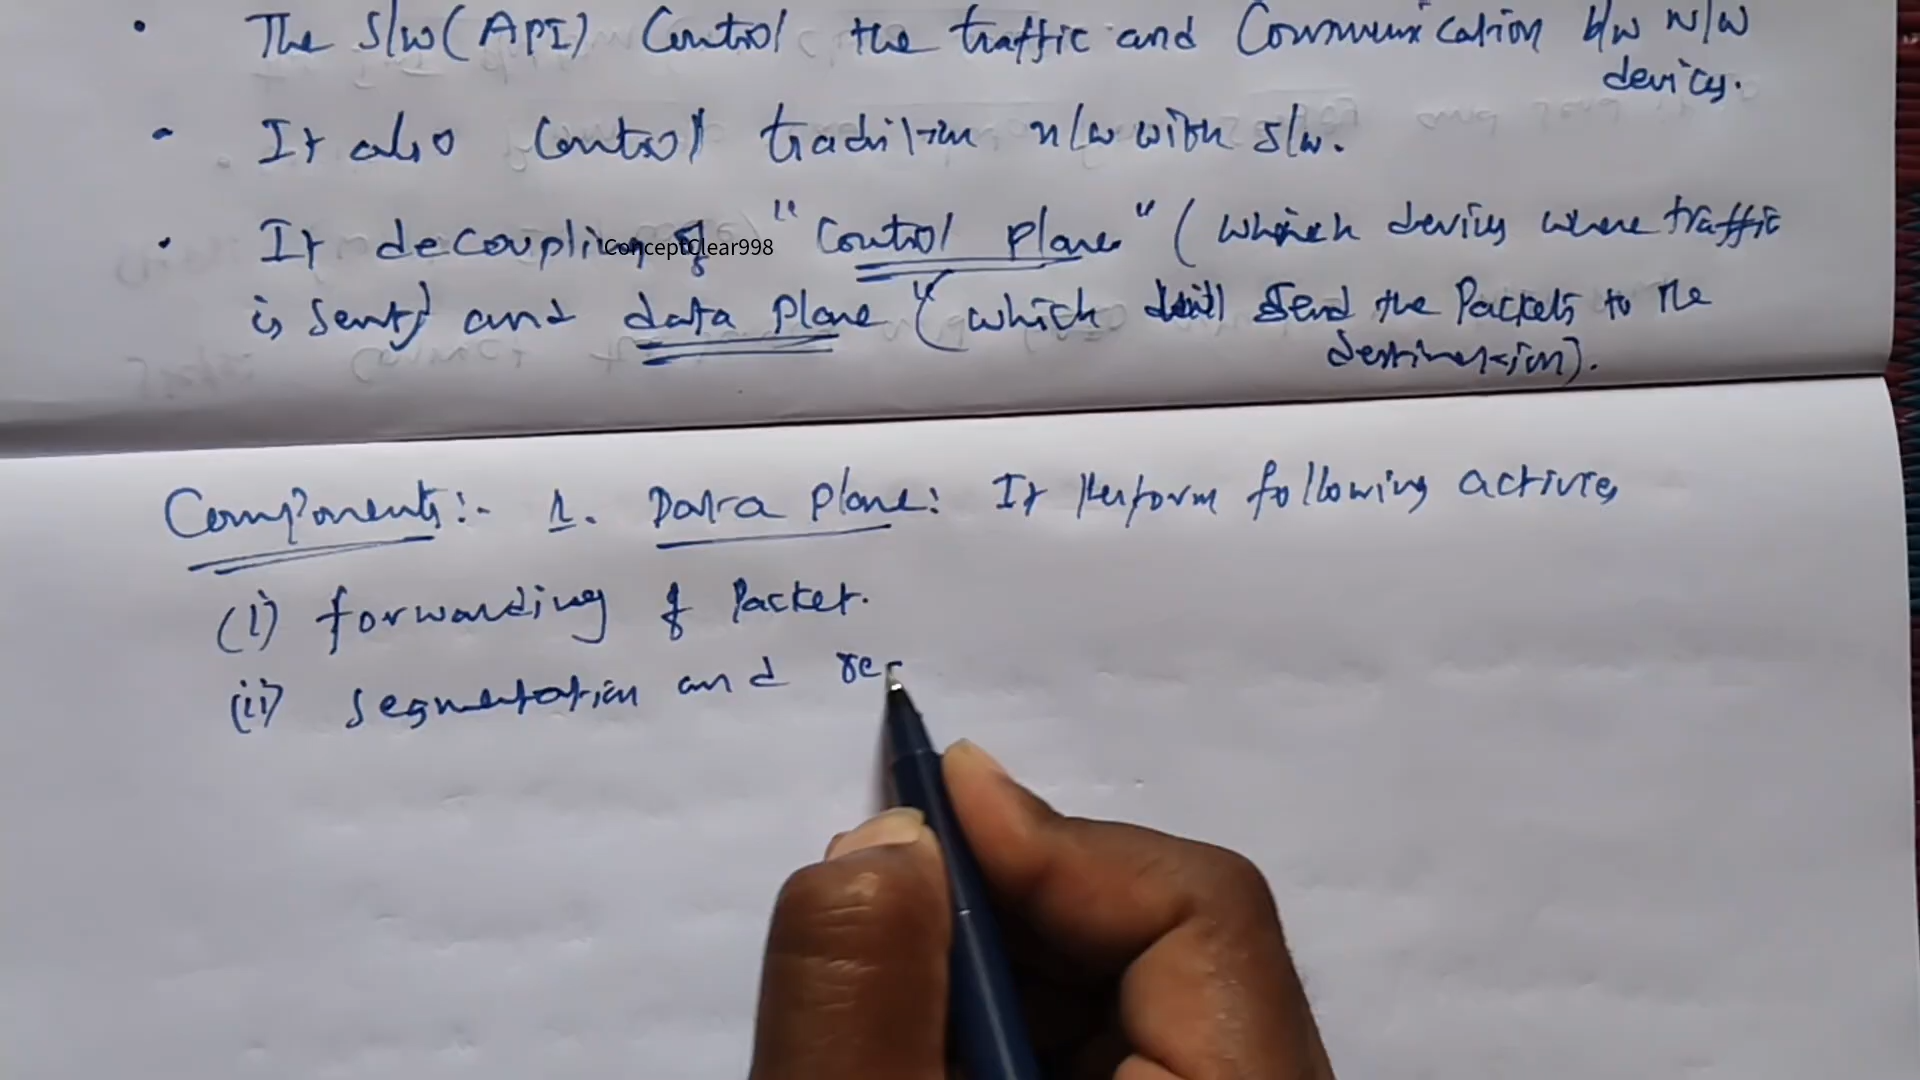 • The S/w (API) Control the traffic and Communication b/w N/W
devices.
• It also Control tradition n/w with S/w.
• It decoupling of "Control plane" (which devices where traffic
ConceptClear998
is sent) and data plane" (which send the Packets to the
destination).
Components:- 1. Data plane: It perform following activies
(i) forwarding of Packet.
(ii) segmentation and re